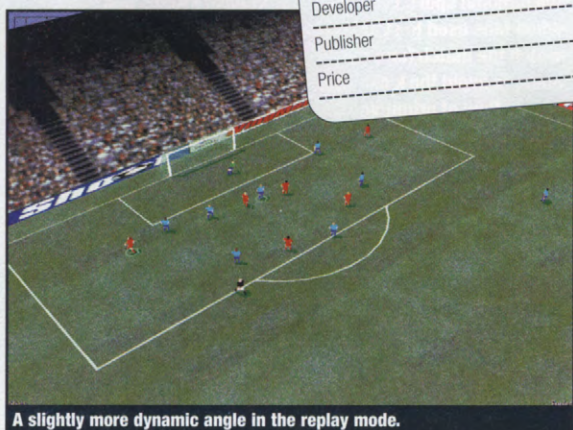 Developer
Publisher
Price
A slightly more dynamic angle in the replay mode.